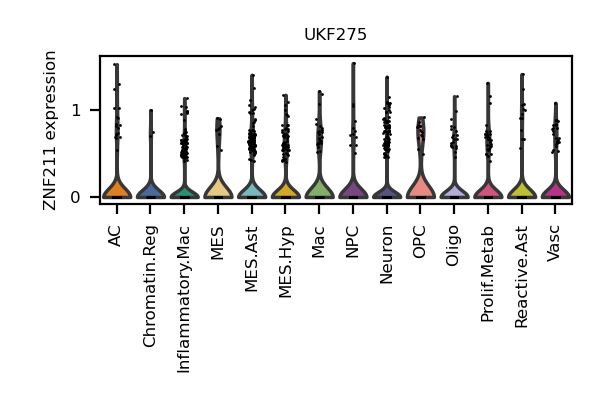 UKF275
ZNF211 expression
1
0
AC
Chromatin.Reg
Inflammatory.Mac
MES
MES.Ast
MES.Hyp
Mac
NPC
Neuron
OPC
Oligo
Prolif.Metab
Reactive.Ast
Vasc